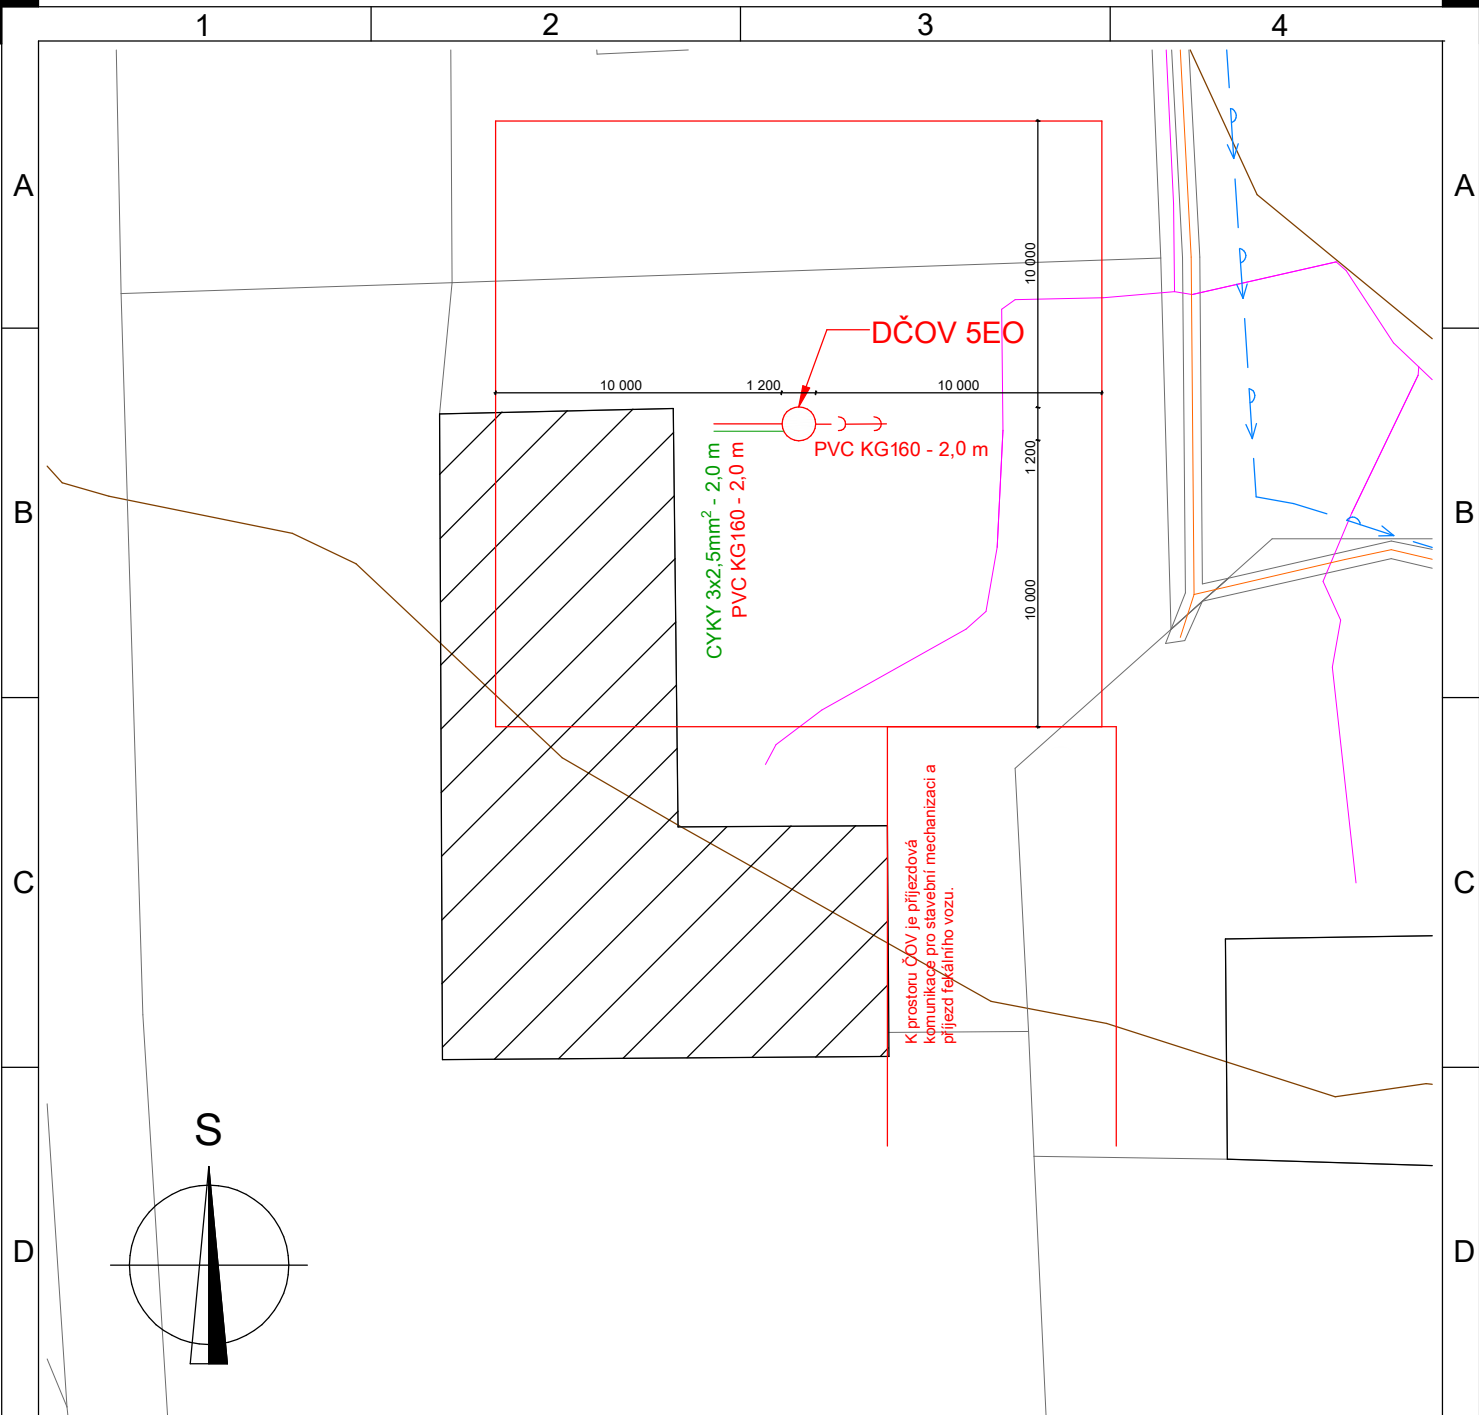 1 2 3 4
A A
10 000
DČOV 5EO
10 000 1 200 10 000
PVC KG160 - 2,0 m
1 200
CYKY 3x2,5mm² - 2,0 m
PVC KG160 - 2,0 m
B B
10 000
K prostoru ČOV je příjezdová
komunikace pro stavební mechanizaci a
příjezd fekálního vozu.
C C
S
D D